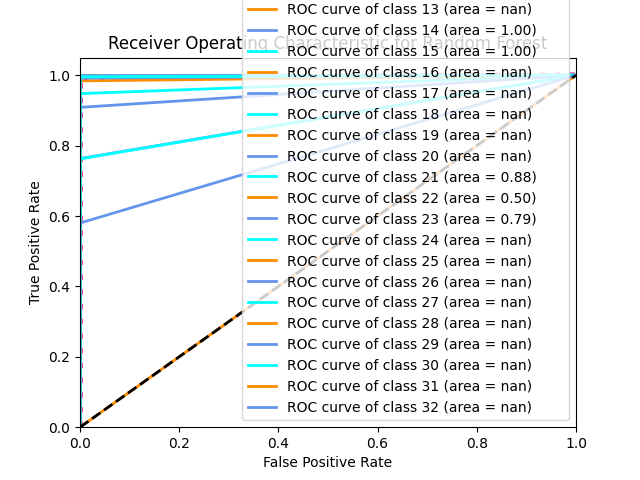 ROC curve of class 13 (area = nan)
ROC curve of class 14 (area = 1.00)
Receiver Operating Characteristic for Random Forest
ROC curve of class 15 (area = 1.00)
ROC curve of class 16 (area = nan)
ROC curve of class 17 (area = nan)
ROC curve of class 18 (area = nan)
ROC curve of class 19 (area = nan)
ROC curve of class 20 (area = nan)
ROC curve of class 21 (area = 0.88)
ROC curve of class 22 (area = 0.50)
ROC curve of class 23 (area = 0.79)
ROC curve of class 24 (area = nan)
ROC curve of class 25 (area = nan)
ROC curve of class 26 (area = nan)
ROC curve of class 27 (area = nan)
ROC curve of class 28 (area = nan)
ROC curve of class 29 (area = nan)
ROC curve of class 30 (area = nan)
ROC curve of class 31 (area = nan)
ROC curve of class 32 (area = nan)
True Positive Rate
1.0
0.8
0.6
0.4
0.2
0.0
0.0 0.2 0.4 0.6 0.8 1.0
False Positive Rate